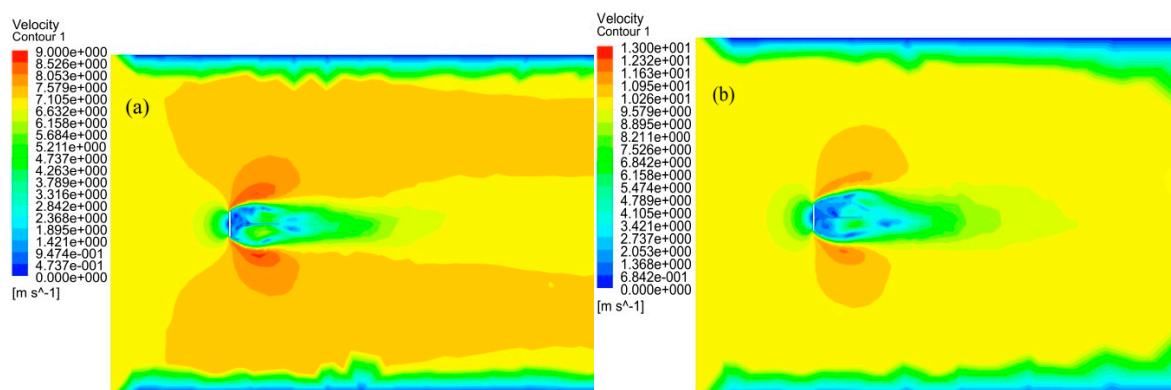 Velocity
Contour 1
9.000e+000
8.526e+000
8.053e+000
7.579e+000
7.105e+000
6.632e+000
6.158e+000
5.684e+000
5.211e+000
4.737e+000
4.263e+000
3.789e+000
3.316e+000
2.842e+000
2.368e+000
1.895e+000
1.421e+000
9.474e-001
4.737e-001
0.000e+000
[m s^-1]
(a)
Velocity
Contour 1
1.300e+001
1.232e+001
1.163e+001
1.095e+001
1.026e+001
9.579e+000
8.895e+000
8.211e+000
7.526e+000
6.842e+000
6.158e+000
5.474e+000
4.789e+000
4.105e+000
3.421e+000
2.737e+000
2.053e+000
1.368e+000
6.842e-001
0.000e+000
[m s^-1]
(b)